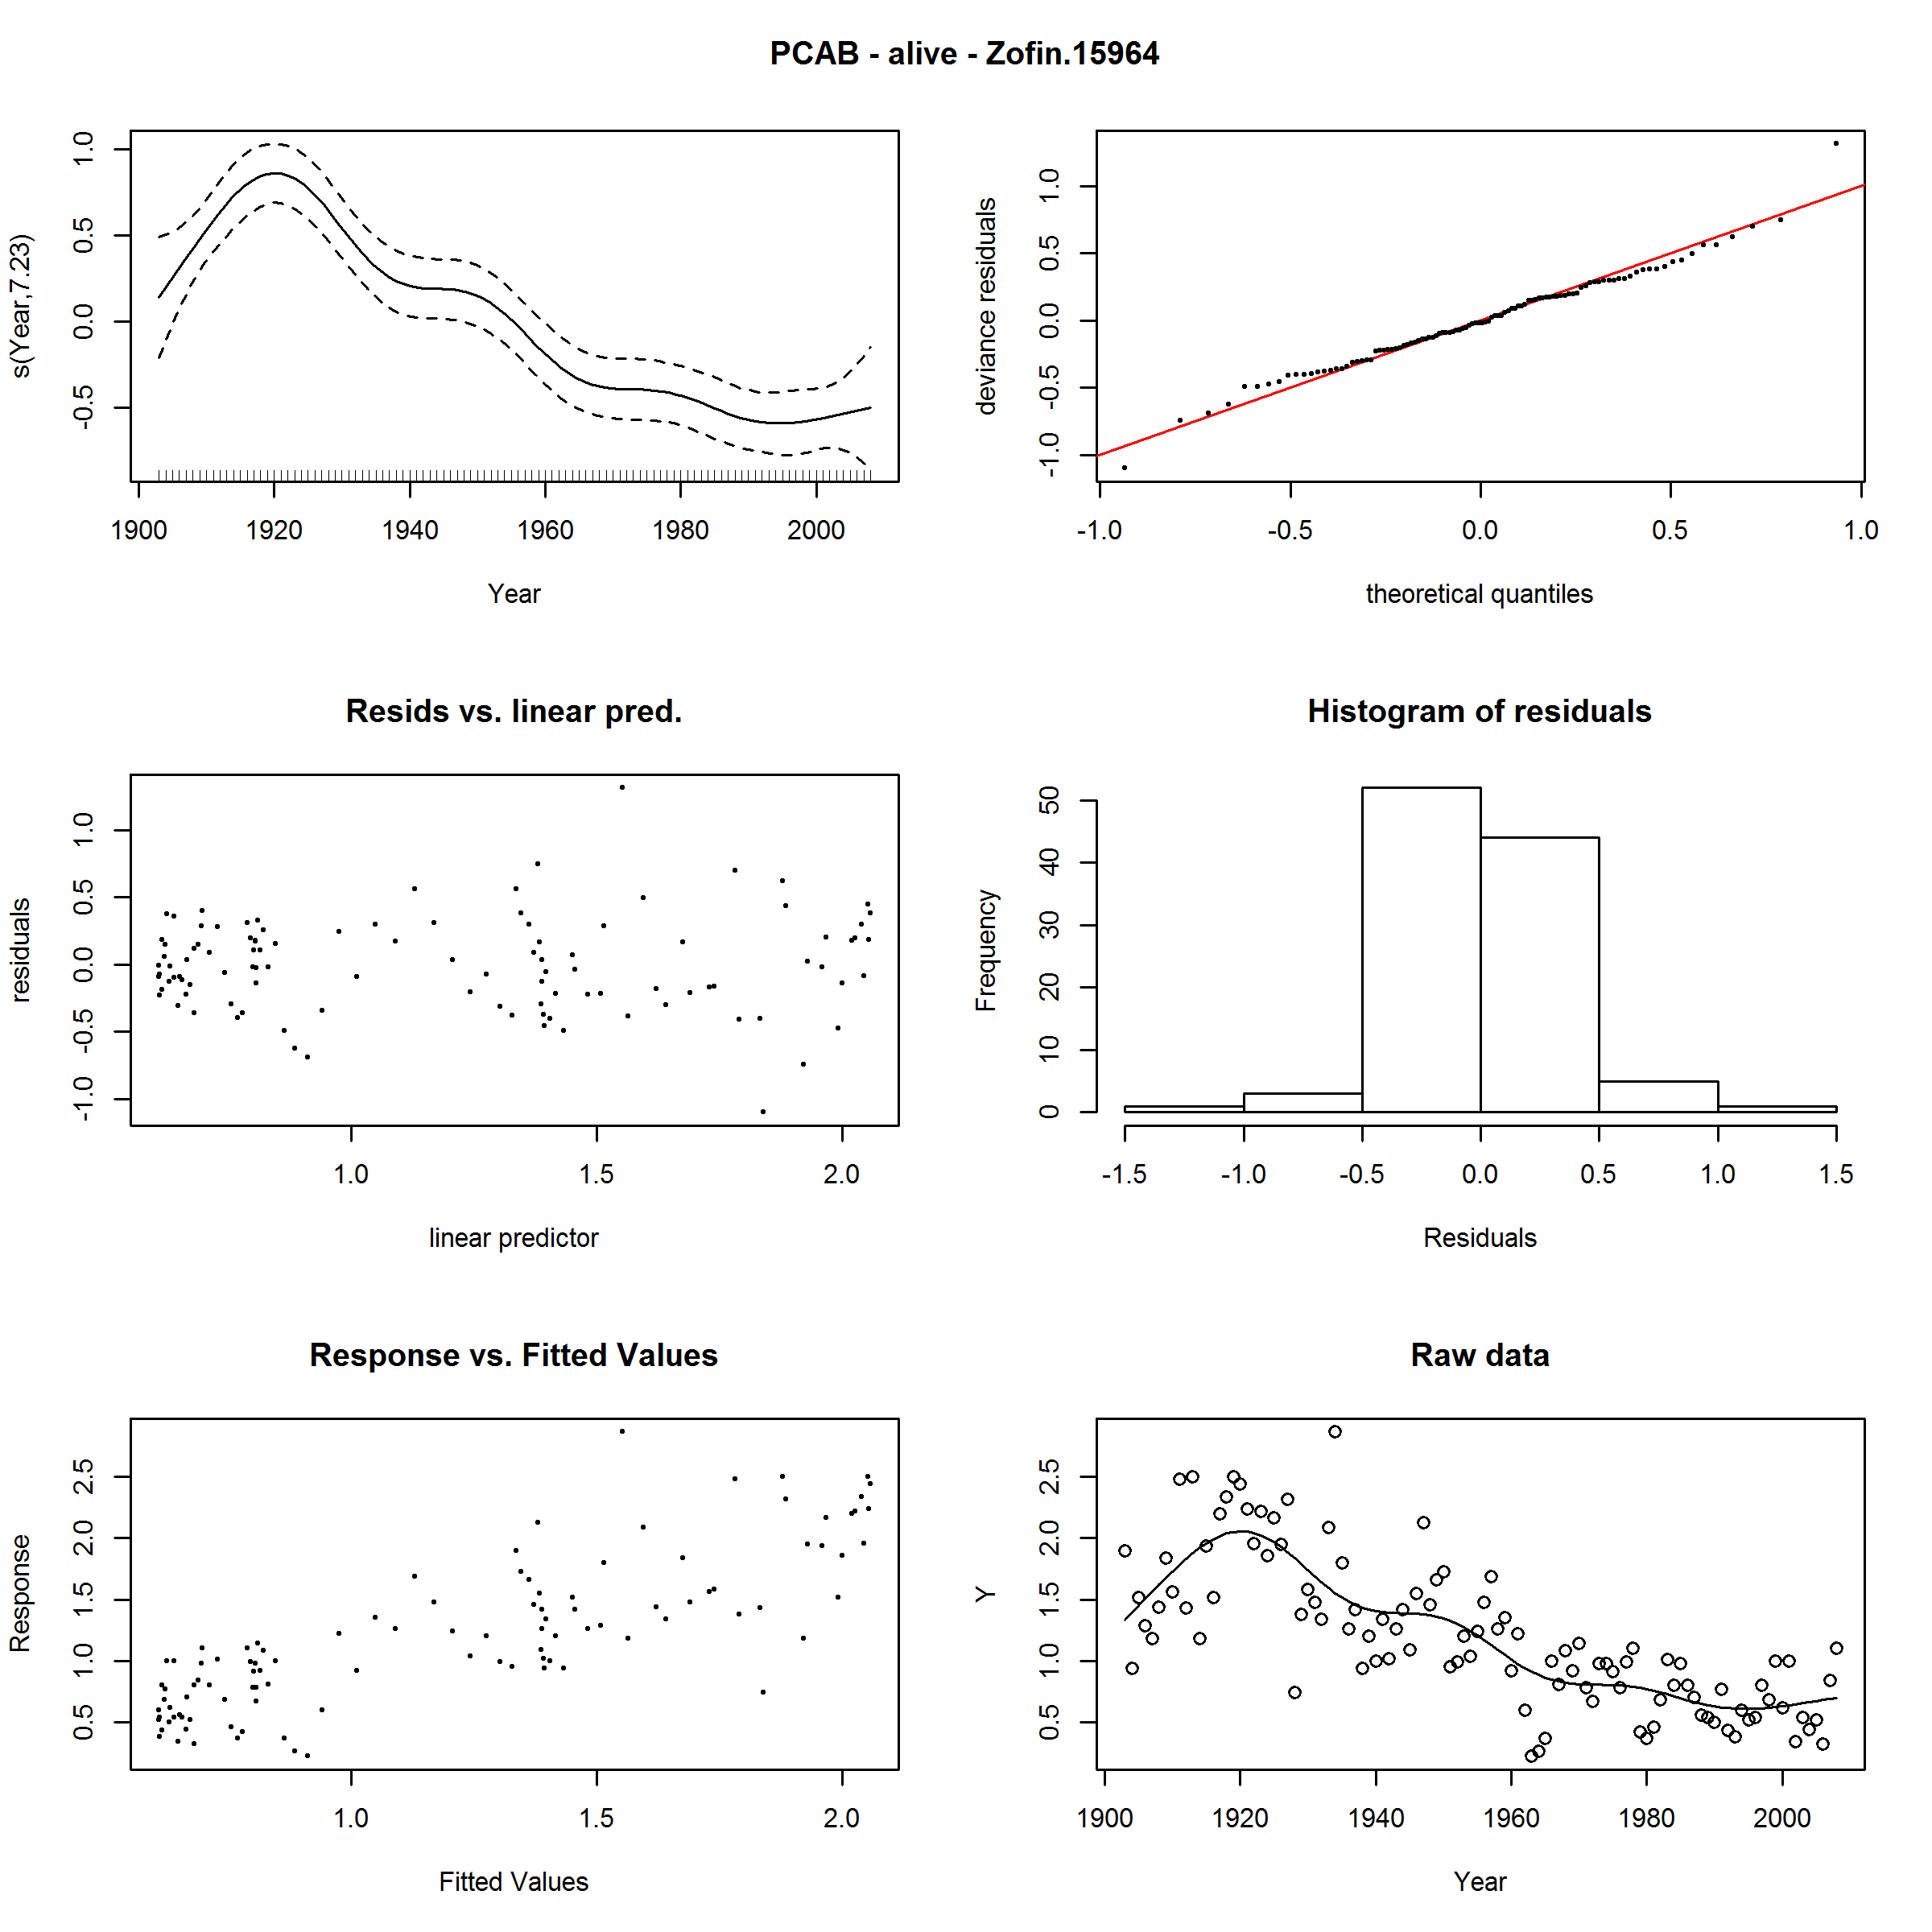 PCAB - alive - Zofin.15964
s(Year,7.23)
1.0
0.5
0.0
-0.5
1900 1920 1940 1960 1980 2000
Year
deviance residuals
1.0
0.5
0.0
-0.5
-1.0
-1.0 -0.5 0.0 0.5 1.0
theoretical quantiles
Resids vs. linear pred.
residuals
1.0
0.5
0.0
-0.5
-1.0
1.0 1.5 2.0
linear predictor
Histogram of residuals
Frequency
50
40
30
20
10
0
-1.5 -1.0 -0.5 0.0 0.5 1.0 1.5
Residuals
Response vs. Fitted Values
Response
2.5
2.0
1.5
1.0
0.5
1.0 1.5 2.0
Fitted Values
Raw data
Y
2.5
2.0
1.5
1.0
0.5
1900 1920 1940 1960 1980 2000
Year